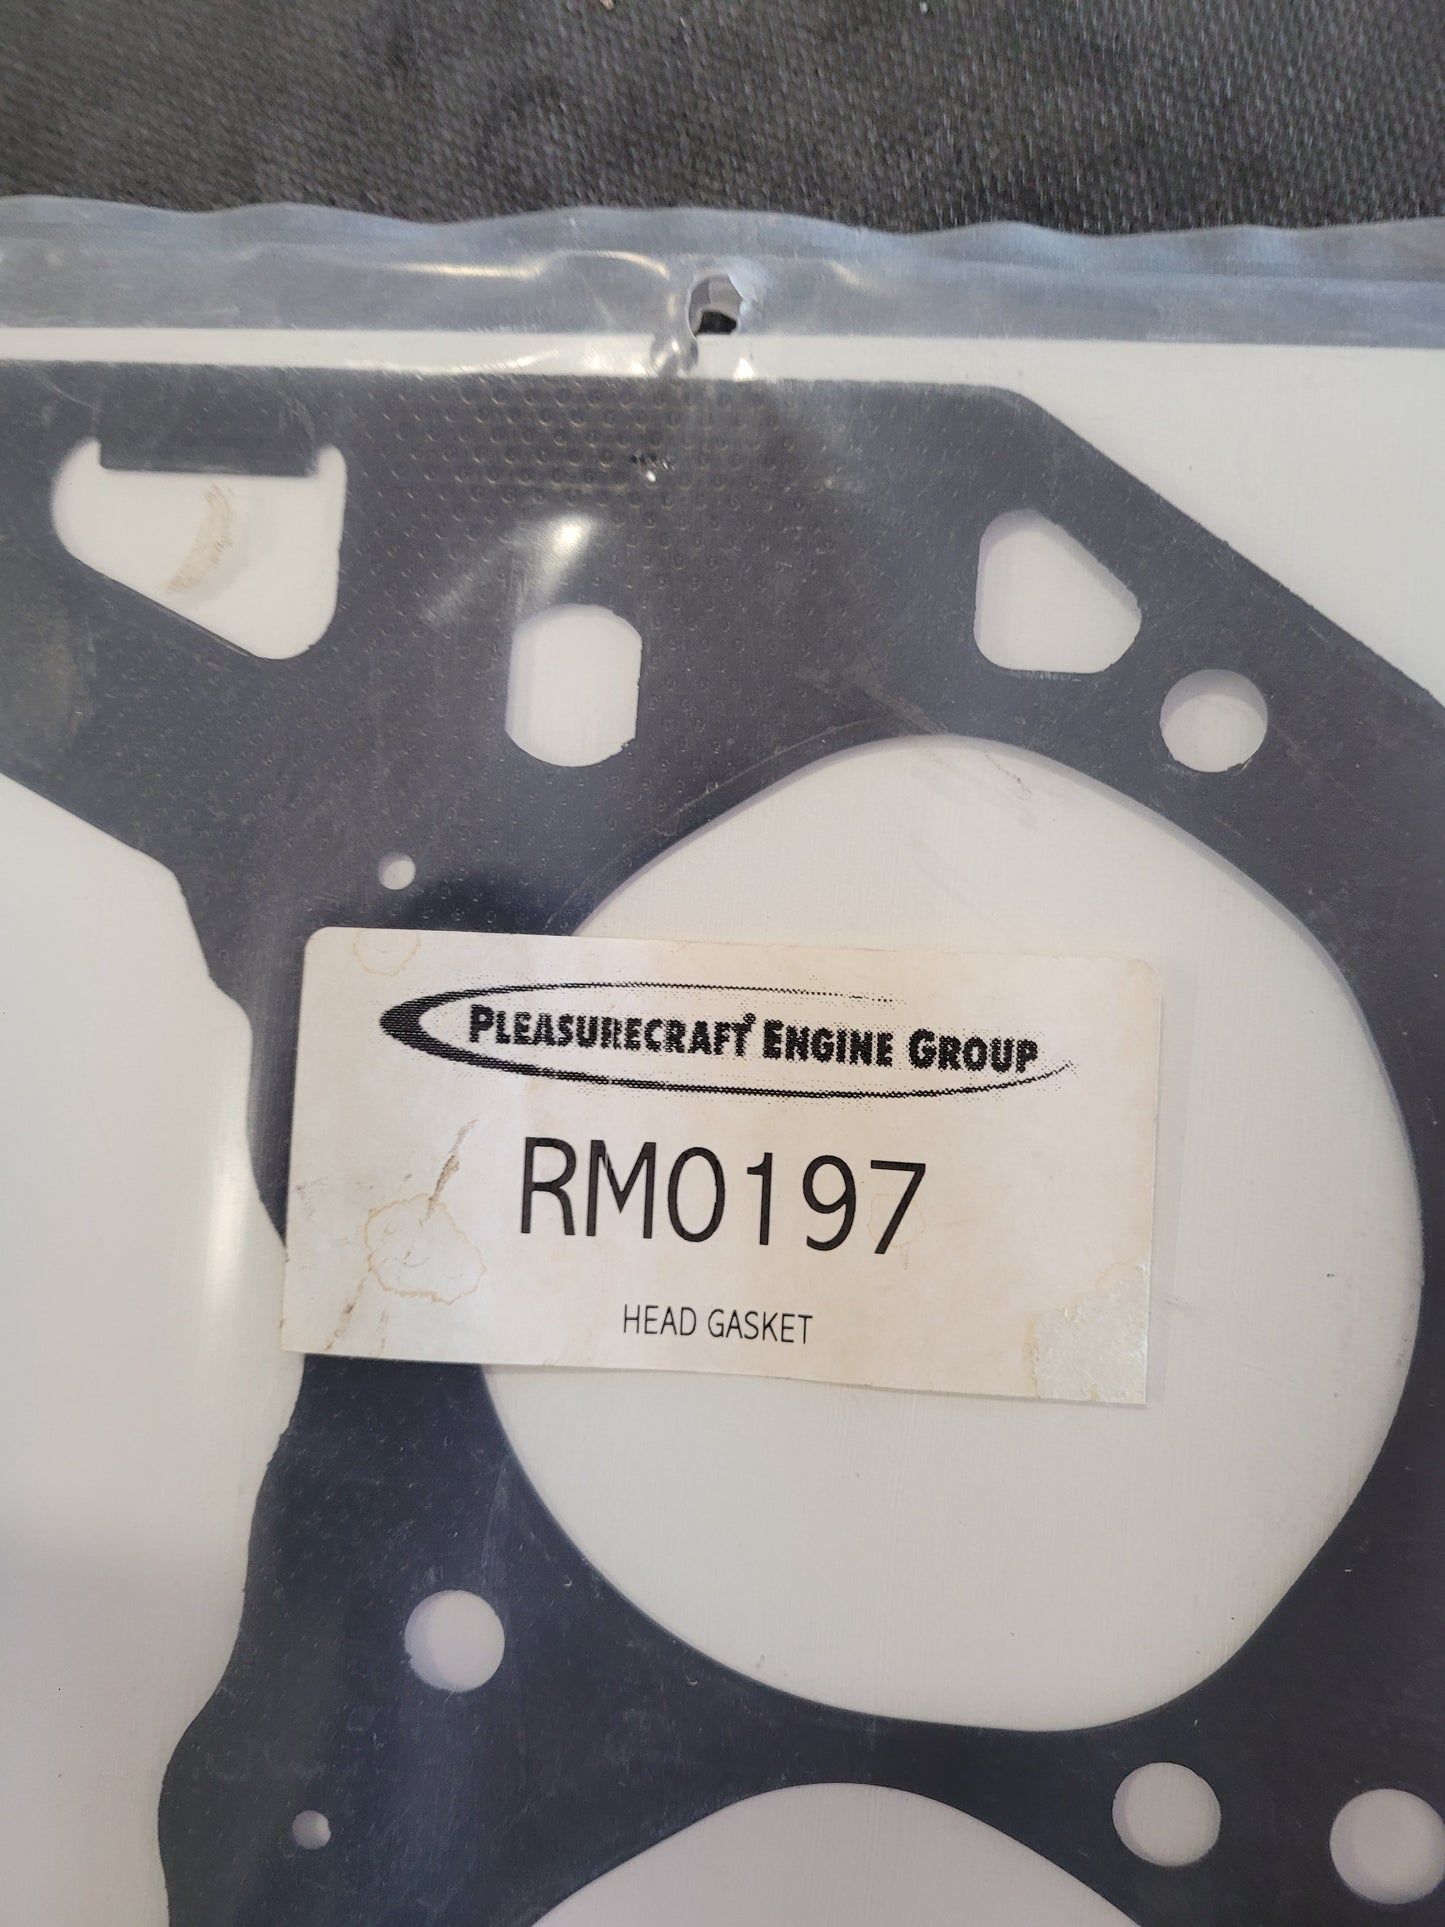 PLEASURECRAFT® ENGINE GROUP
RM0197
HEAD GASKET